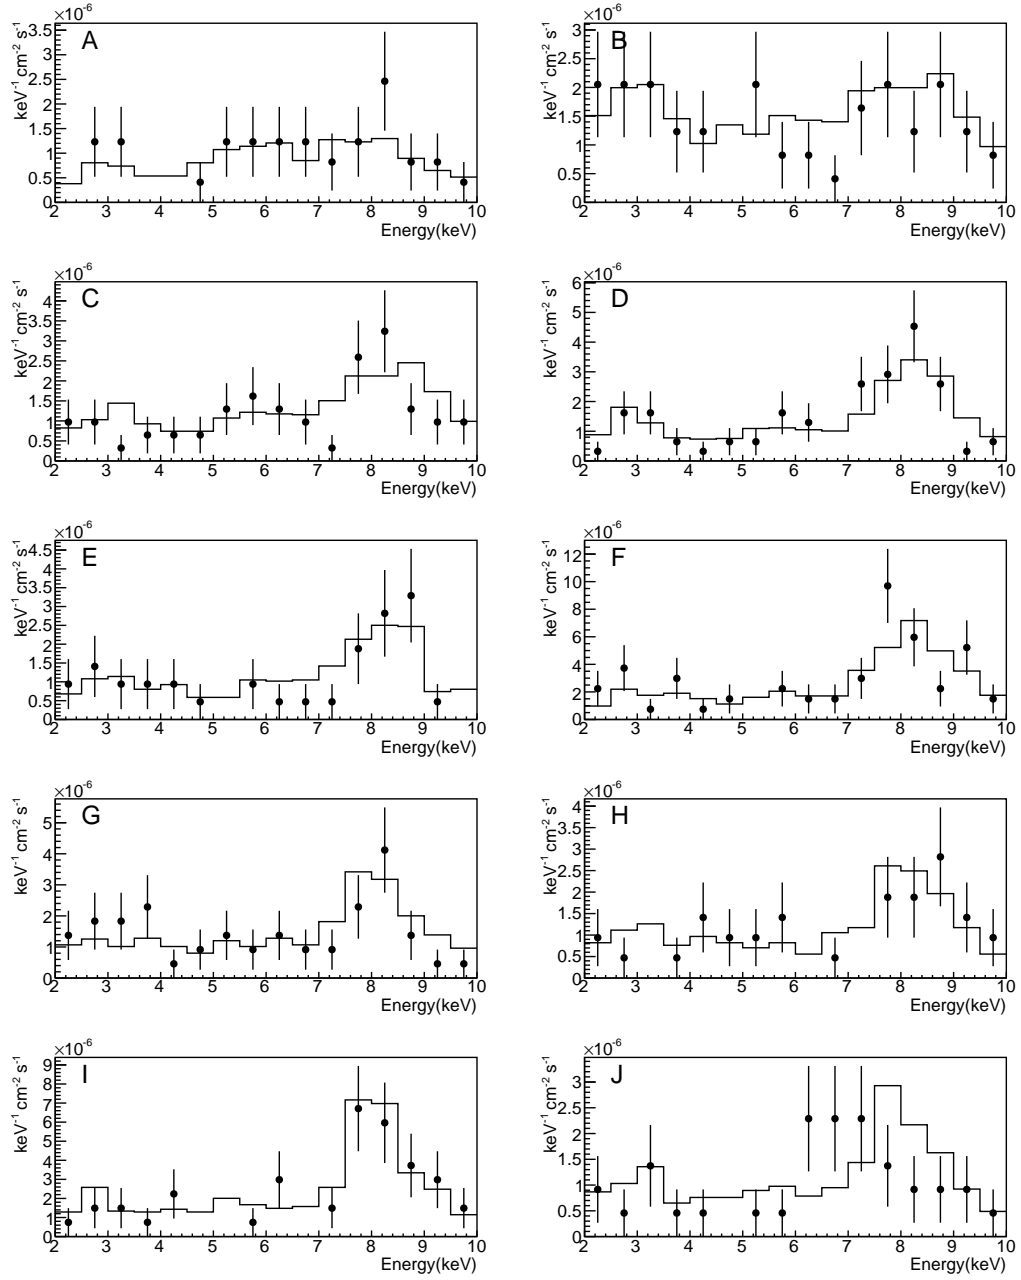 ×10⁻⁶ ×10⁻⁶
keV⁻¹ cm⁻² s⁻¹ 3.5 3 2.5 2 1.5 1 0.5 0 A
2 3 4 5 6 7 8 9 10
Energy(keV)
keV⁻¹ cm⁻² s⁻¹ 3 2.5 2 1.5 1 0.5 0 B
2 3 4 5 6 7 8 9 10
Energy(keV)
×10⁻⁶ ×10⁻⁶
keV⁻¹ cm⁻² s⁻¹ 4 3.5 3 2.5 2 1.5 1 0.5 0 C
2 3 4 5 6 7 8 9 10
Energy(keV)
keV⁻¹ cm⁻² s⁻¹ 6 5 4 3 2 1 0 D
2 3 4 5 6 7 8 9 10
Energy(keV)
×10⁻⁶ ×10⁻⁶
keV⁻¹ cm⁻² s⁻¹ 4.5 4 3.5 3 2.5 2 1.5 1 0.5 0 E
2 3 4 5 6 7 8 9 10
Energy(keV)
keV⁻¹ cm⁻² s⁻¹ 12 10 8 6 4 2 0 F
2 3 4 5 6 7 8 9 10
Energy(keV)
×10⁻⁶ ×10⁻⁶
keV⁻¹ cm⁻² s⁻¹ 5 4 3 2 1 0 G
2 3 4 5 6 7 8 9 10
Energy(keV)
keV⁻¹ cm⁻² s⁻¹ 4 3.5 3 2.5 2 1.5 1 0.5 0 H
2 3 4 5 6 7 8 9 10
Energy(keV)
×10⁻⁶ ×10⁻⁶
keV⁻¹ cm⁻² s⁻¹ 9 8 7 6 5 4 3 2 1 0 I
2 3 4 5 6 7 8 9 10
Energy(keV)
keV⁻¹ cm⁻² s⁻¹ 3 2.5 2 1.5 1 0.5 0 J
2 3 4 5 6 7 8 9 10
Energy(keV)